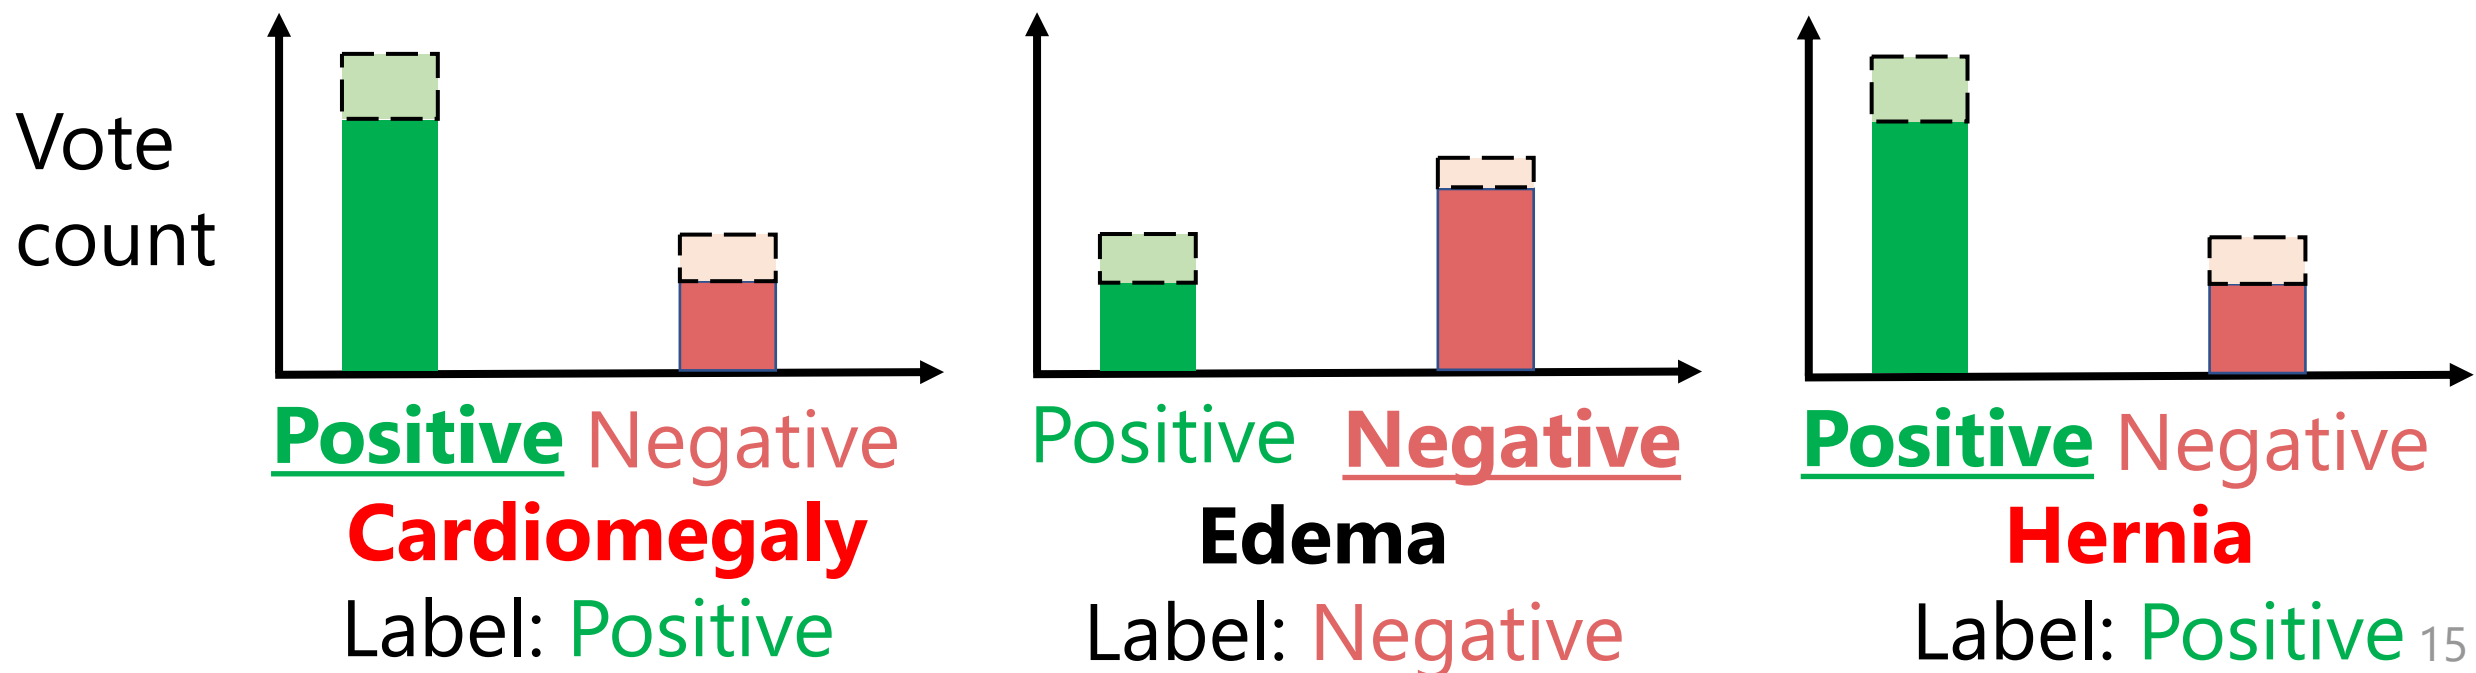 Vote
count
Positive Negative
Cardiomegaly
Label: Positive
Positive Negative
Edema
Label: Negative
Positive Negative
Hernia
Label: Positive
15